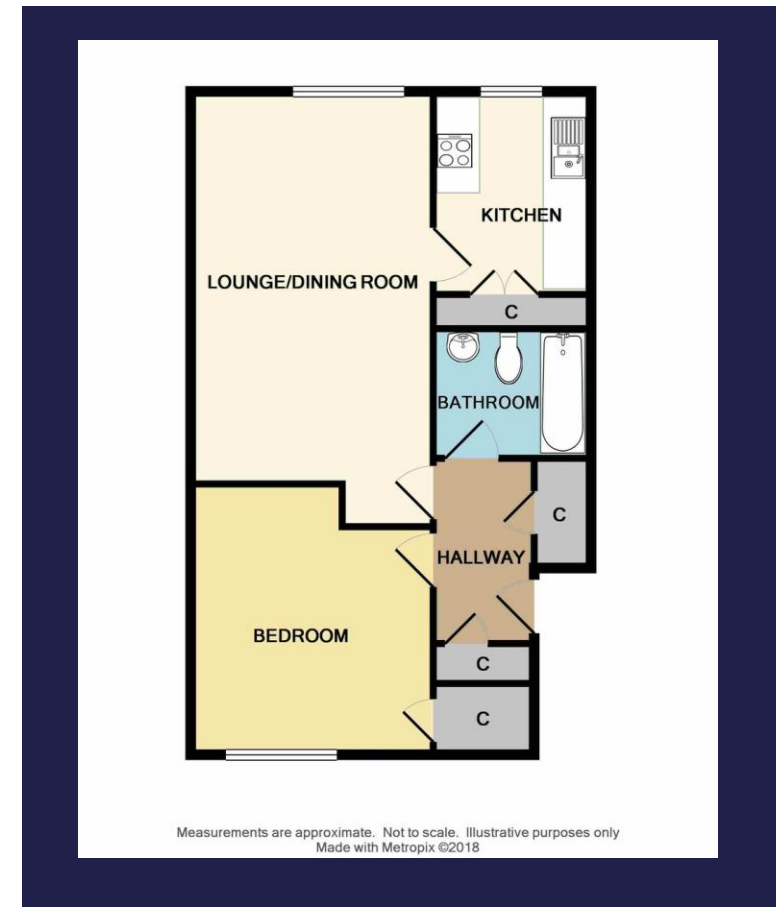 KITCHEN
LOUNGE/DINING ROOM
C
BATHROOM
C
HALLWAY
BEDROOM
C
C
Measurements are approximate. Not to scale. Illustrative purposes only
Made with Metropix ©2018